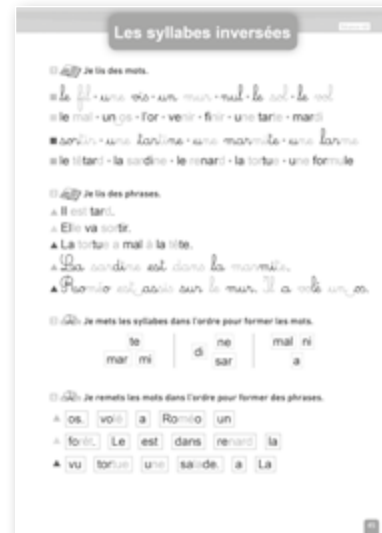 Les syllabes inversées
Je lis des mots.
le fil - une vis - un mur - nul - le sol - le vol
le mal - un os - l'or - venir - finir - une tarte - mardi
sortir - une tartine - une marmite - une larme
le têtard - la sardine - le renard - la tortue - une formule
Je lis des phrases.
Il est tard.
Elle va sortir.
La tortue a mal à la tête.
La sardine est dans la marmite.
Roméo est assis sur le mur. Il a volé un os.
Je mets les syllabes dans l'ordre pour former les mots.
te ne mal ni
mar mi di sar a
Je remets les mots dans l'ordre pour former des phrases.
os. volé a Roméo un
forêt. Le est dans renard la
vu tortue une salade. a La